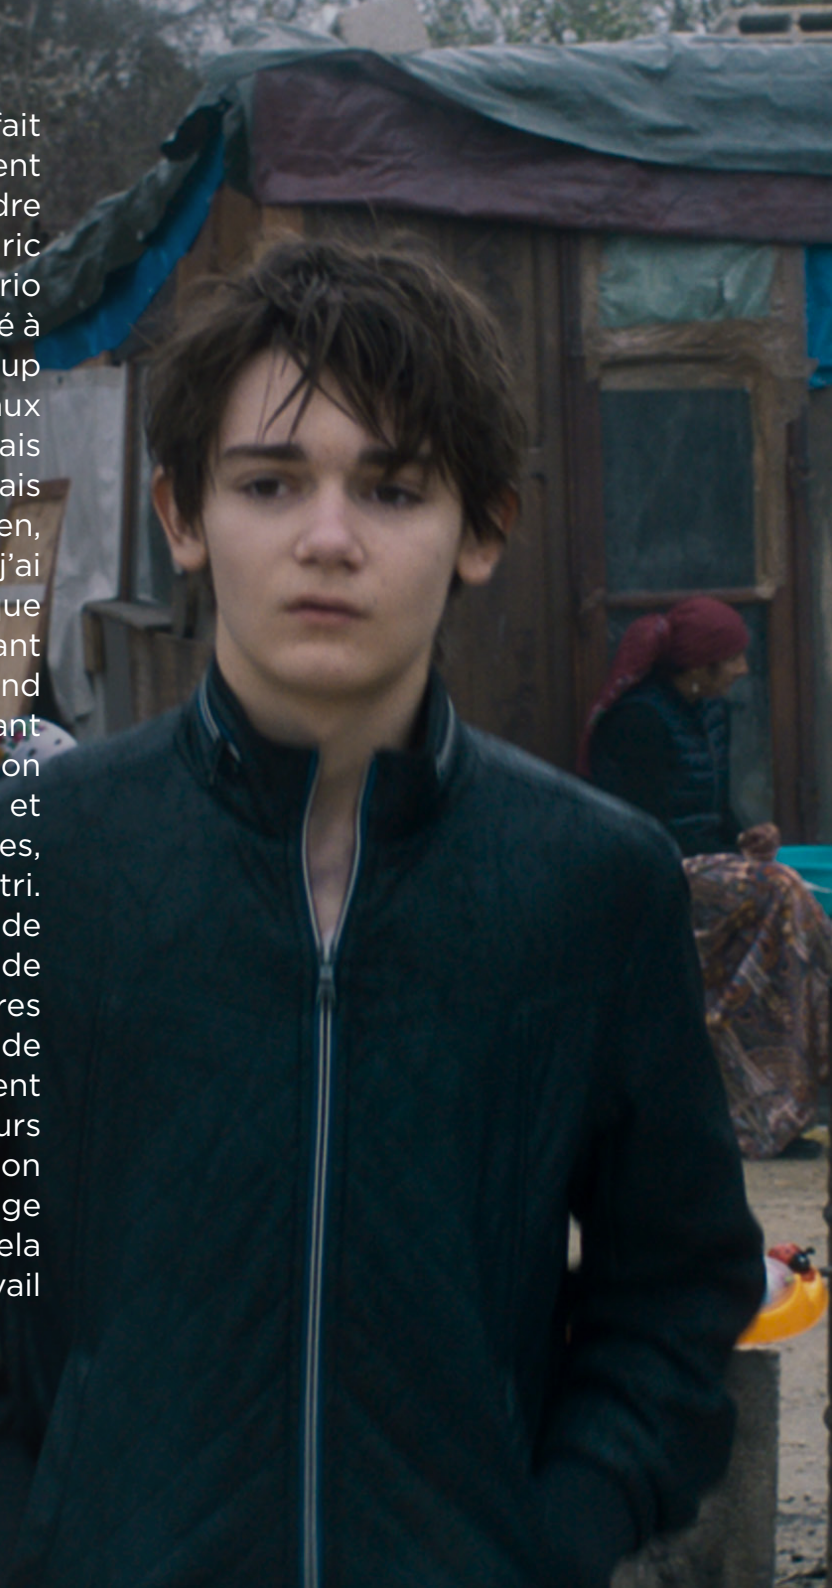 ait
ent
dre
ric
rio
é à
up
ux
ais
ais
en,
j'ai
ue
ant
nd
ant
on
et
es,
tri.
de
de
res
de
ent
urs
on
ge
ela
vail